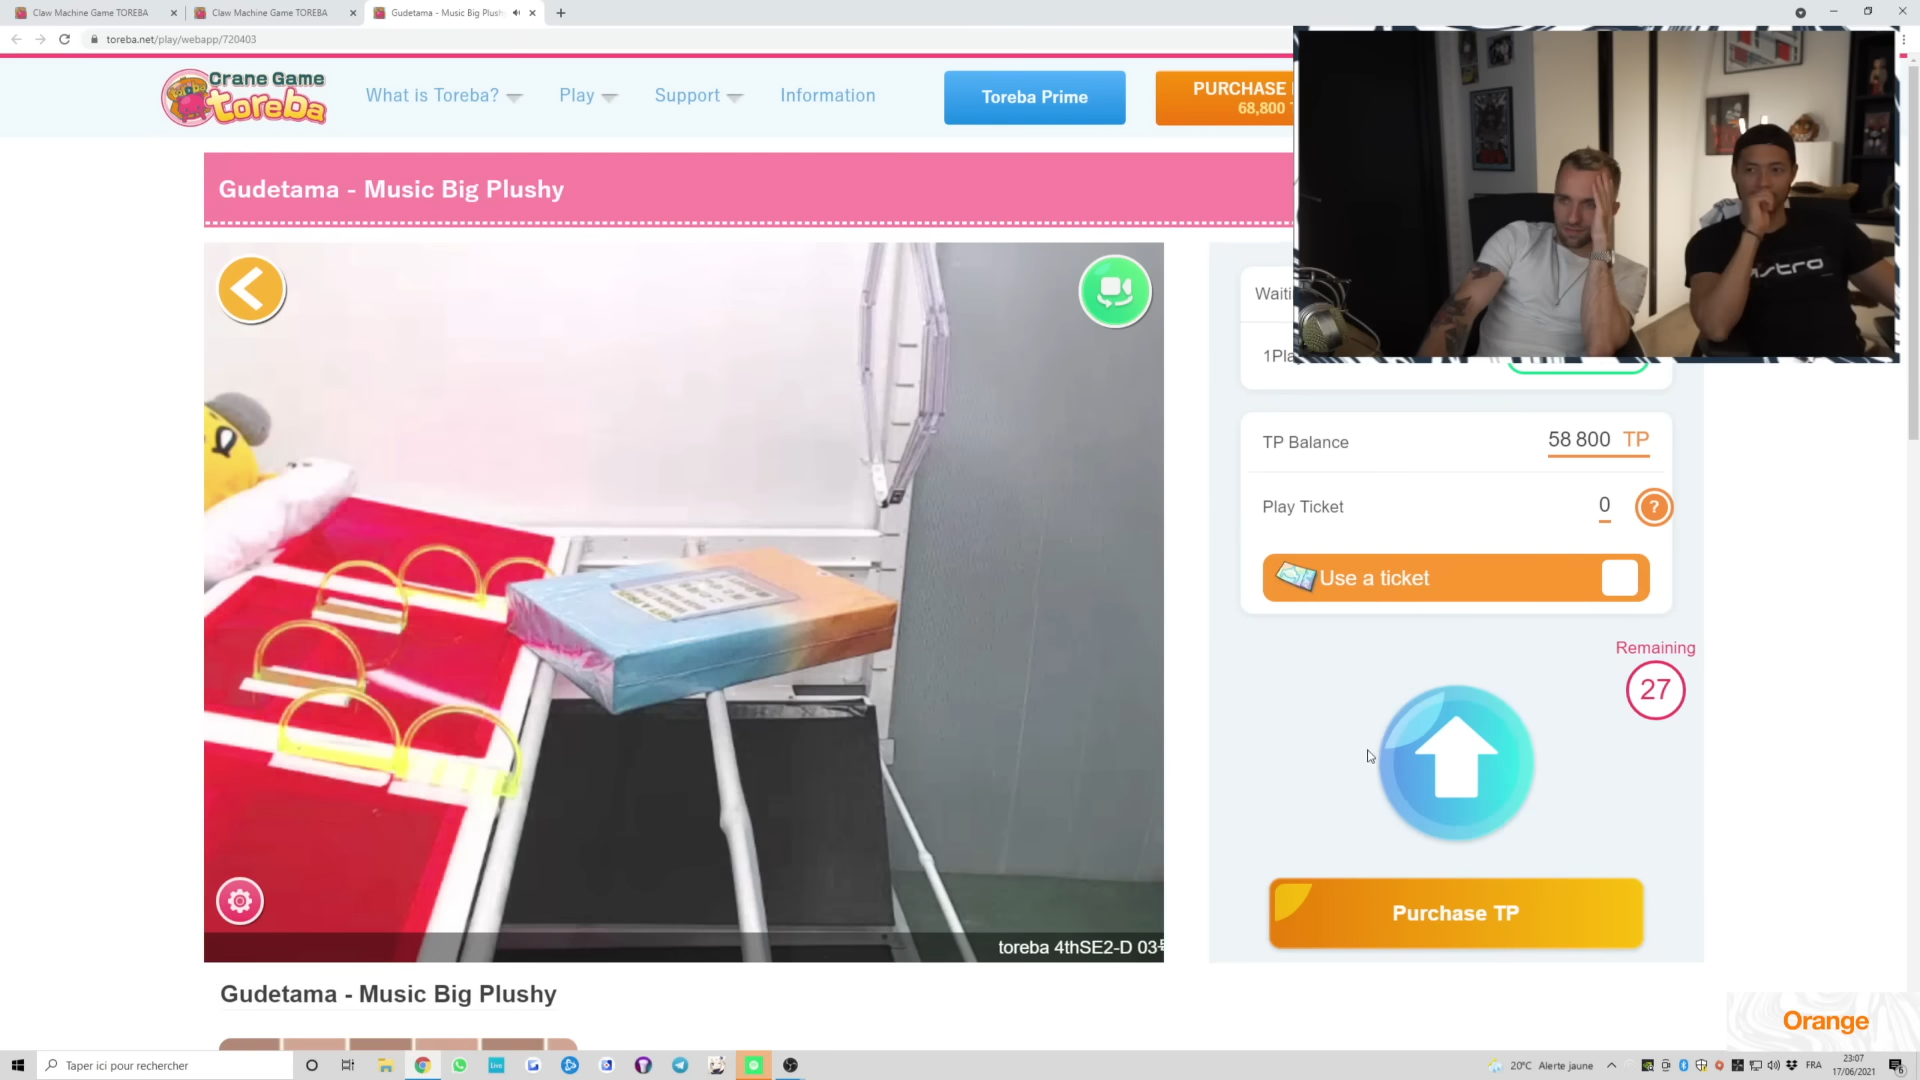 Claw Machine Game TOREBA
Claw Machine Game TOREBA
Gudetama - Music Big Plush
toreba.net/play/webapp/720403
Crane Game
toreba
What is Toreba?
Play
Support
Information
Toreba Prime
PURCHASE
68,800
Gudetama - Music Big Plushy
Waiti
1Pla
TP Balance
58 800 TP
Play Ticket
0
?
Use a ticket
Remaining
27
Purchase TP
toreba 4thSE2-D 03
Gudetama - Music Big Plushy
Orange
Taper ici pour rechercher
Live
20°C Alerte jaune
FRA
23:07
17/06/2021